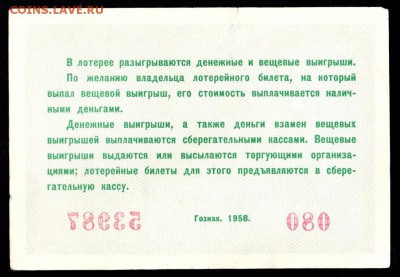 COINS.LAVE.RU
В лотерее разыгрываются денежные и вещевые выигрыши.
По желанию владельца лотерейного билета, на который
выпал вещевой выигрыш, его стоимость выплачивается налич-
ными деньгами.
Денежные выигрыши, а также деньги взамен вещевых
выигрышей выплачиваются сберегательными кассами. Вещевые
выигрыши выдаются или высылаются торгующими организа-
циями; лотерейные билеты для этого предъявляются в сбере-
гательную кассу.
53987 Гознак. 1958. 080